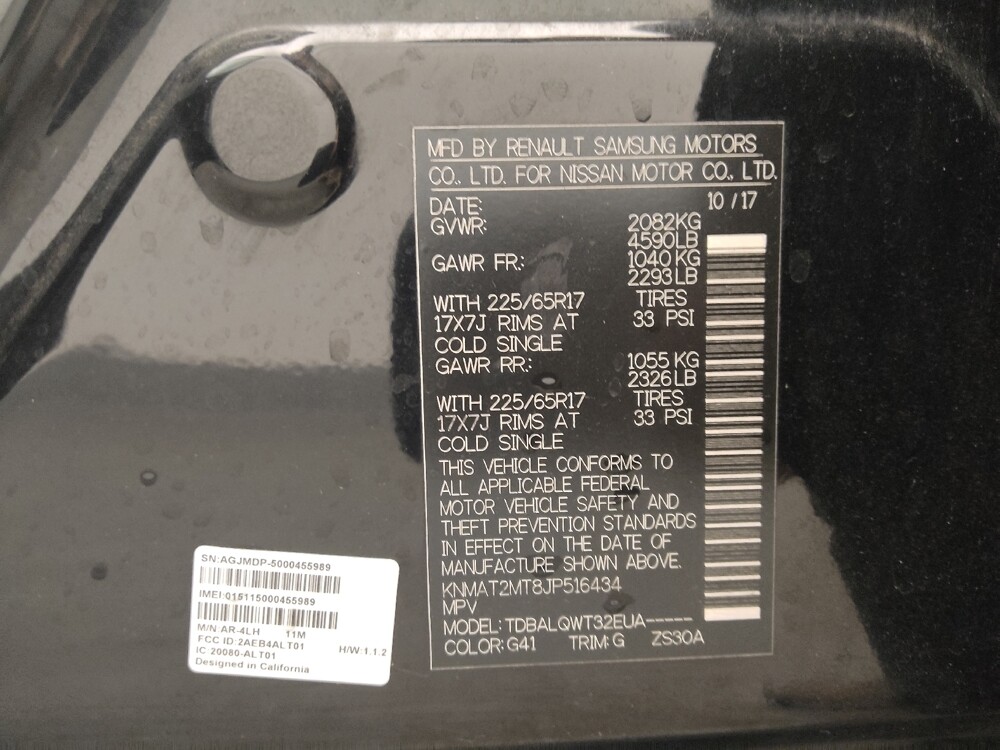 MFD BY RENAULT SAMSUNG MOTORS
CO., LTD. FOR NISSAN MOTOR CO., LTD.
DATE: 10 / 17
GVWR: 2082KG
4590LB
GAWR FR: 1040 KG
2293LB
WITH 225/65R17 TIRES
17X7J RIMS AT 33 PSI
COLD SINGLE
GAWR RR: 1055 KG
2326LB
WITH 225/65R17 TIRES
17X7J RIMS AT 33 PSI
COLD SINGLE
THIS VEHICLE CONFORMS TO
ALL APPLICABLE FEDERAL
MOTOR VEHICLE SAFETY AND
THEFT PREVENTION STANDARDS
IN EFFECT ON THE DATE OF
MANUFACTURE SHOWN ABOVE.
KNMAT2MT8JP516434
MPV
MODEL: TDBALQWT32EUA-----
COLOR: G41 TRIM: G ZS30A
SN:AGJMDP-5000455989
IMEI:015115000455989
M/N:AR-4LH 11M
FCC ID:2AEB4ALT01
IC:20080-ALT01 H/W:1.1.2
Designed in California